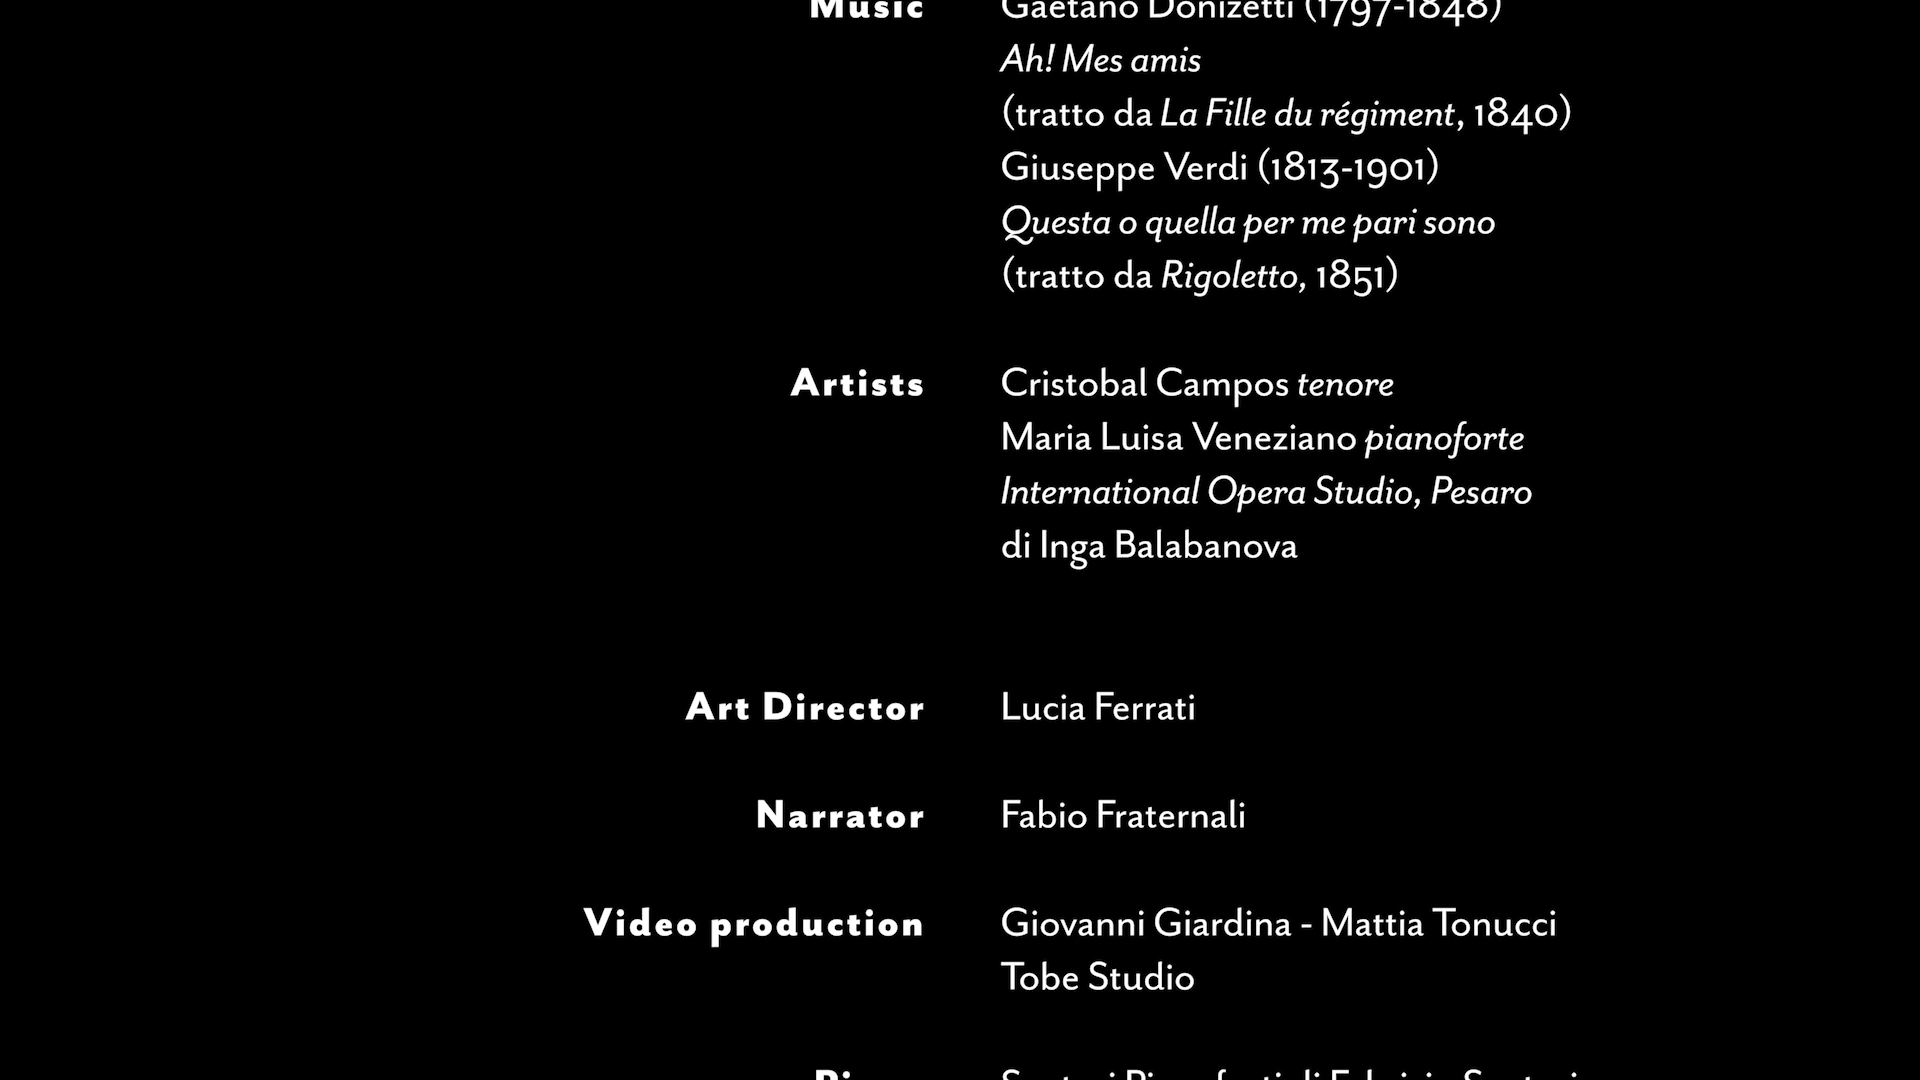 Music Gaetano Donizetti (1797-1848)
Ah! Mes amis
(tratto da La Fille du régiment, 1840)
Giuseppe Verdi (1813-1901)
Questa o quella per me pari sono
(tratto da Rigoletto, 1851)
Artists Cristobal Campos tenore
Maria Luisa Veneziano pianoforte
International Opera Studio, Pesaro
di Inga Balabanova
Art Director Lucia Ferrati
Narrator Fabio Fraternali
Video production Giovanni Giardina - Mattia Tonucci
Tobe Studio